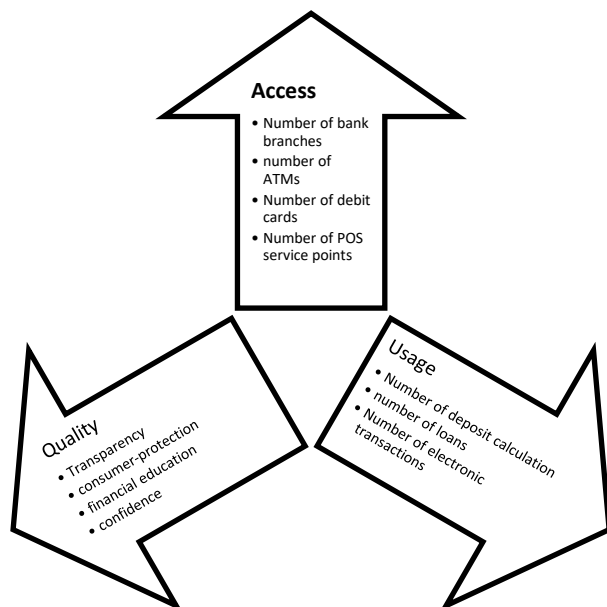 Access
• Number of bank
branches
• number of
ATMs
• Number of debit
cards
• Number of POS
service points
Usage
• Number of deposit calculation
• number of loans
• Number of electronic
transactions
Quality
• Transparency
• consumer-protection
• financial education
• confidence